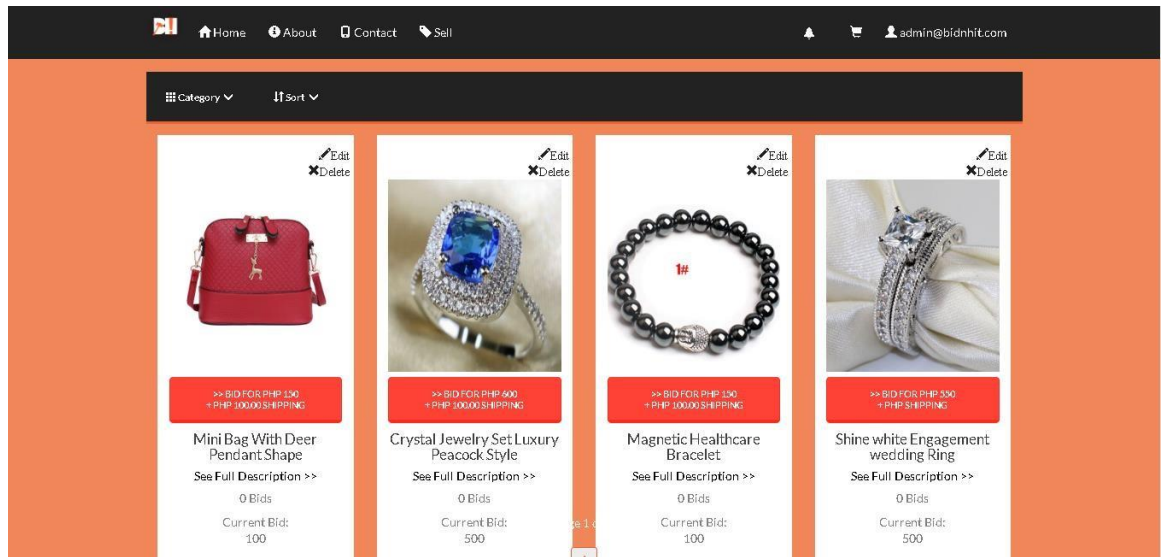 Home About Contact Sell admin@bidnhit.com
Category Sort
Edit
Delete
>> BID FOR PHP 150
+ PHP 100.00 SHIPPING
Mini Bag With Deer
Pendant Shape
See Full Description >>
0 Bids
Current Bid:
100
Edit
Delete
>> BID FOR PHP 600
+ PHP 100.00 SHIPPING
Crystal Jewelry Set Luxury
Peacock Style
See Full Description >>
0 Bids
Current Bid:
500
Edit
Delete
1#
>> BID FOR PHP 150
+ PHP 100.00 SHIPPING
Magnetic Healthcare
Bracelet
See Full Description >>
0 Bids
Current Bid:
100
Edit
Delete
>> BID FOR PHP 550
+ PHP SHIPPING
Shine white Engagement
wedding Ring
See Full Description >>
0 Bids
Current Bid:
500